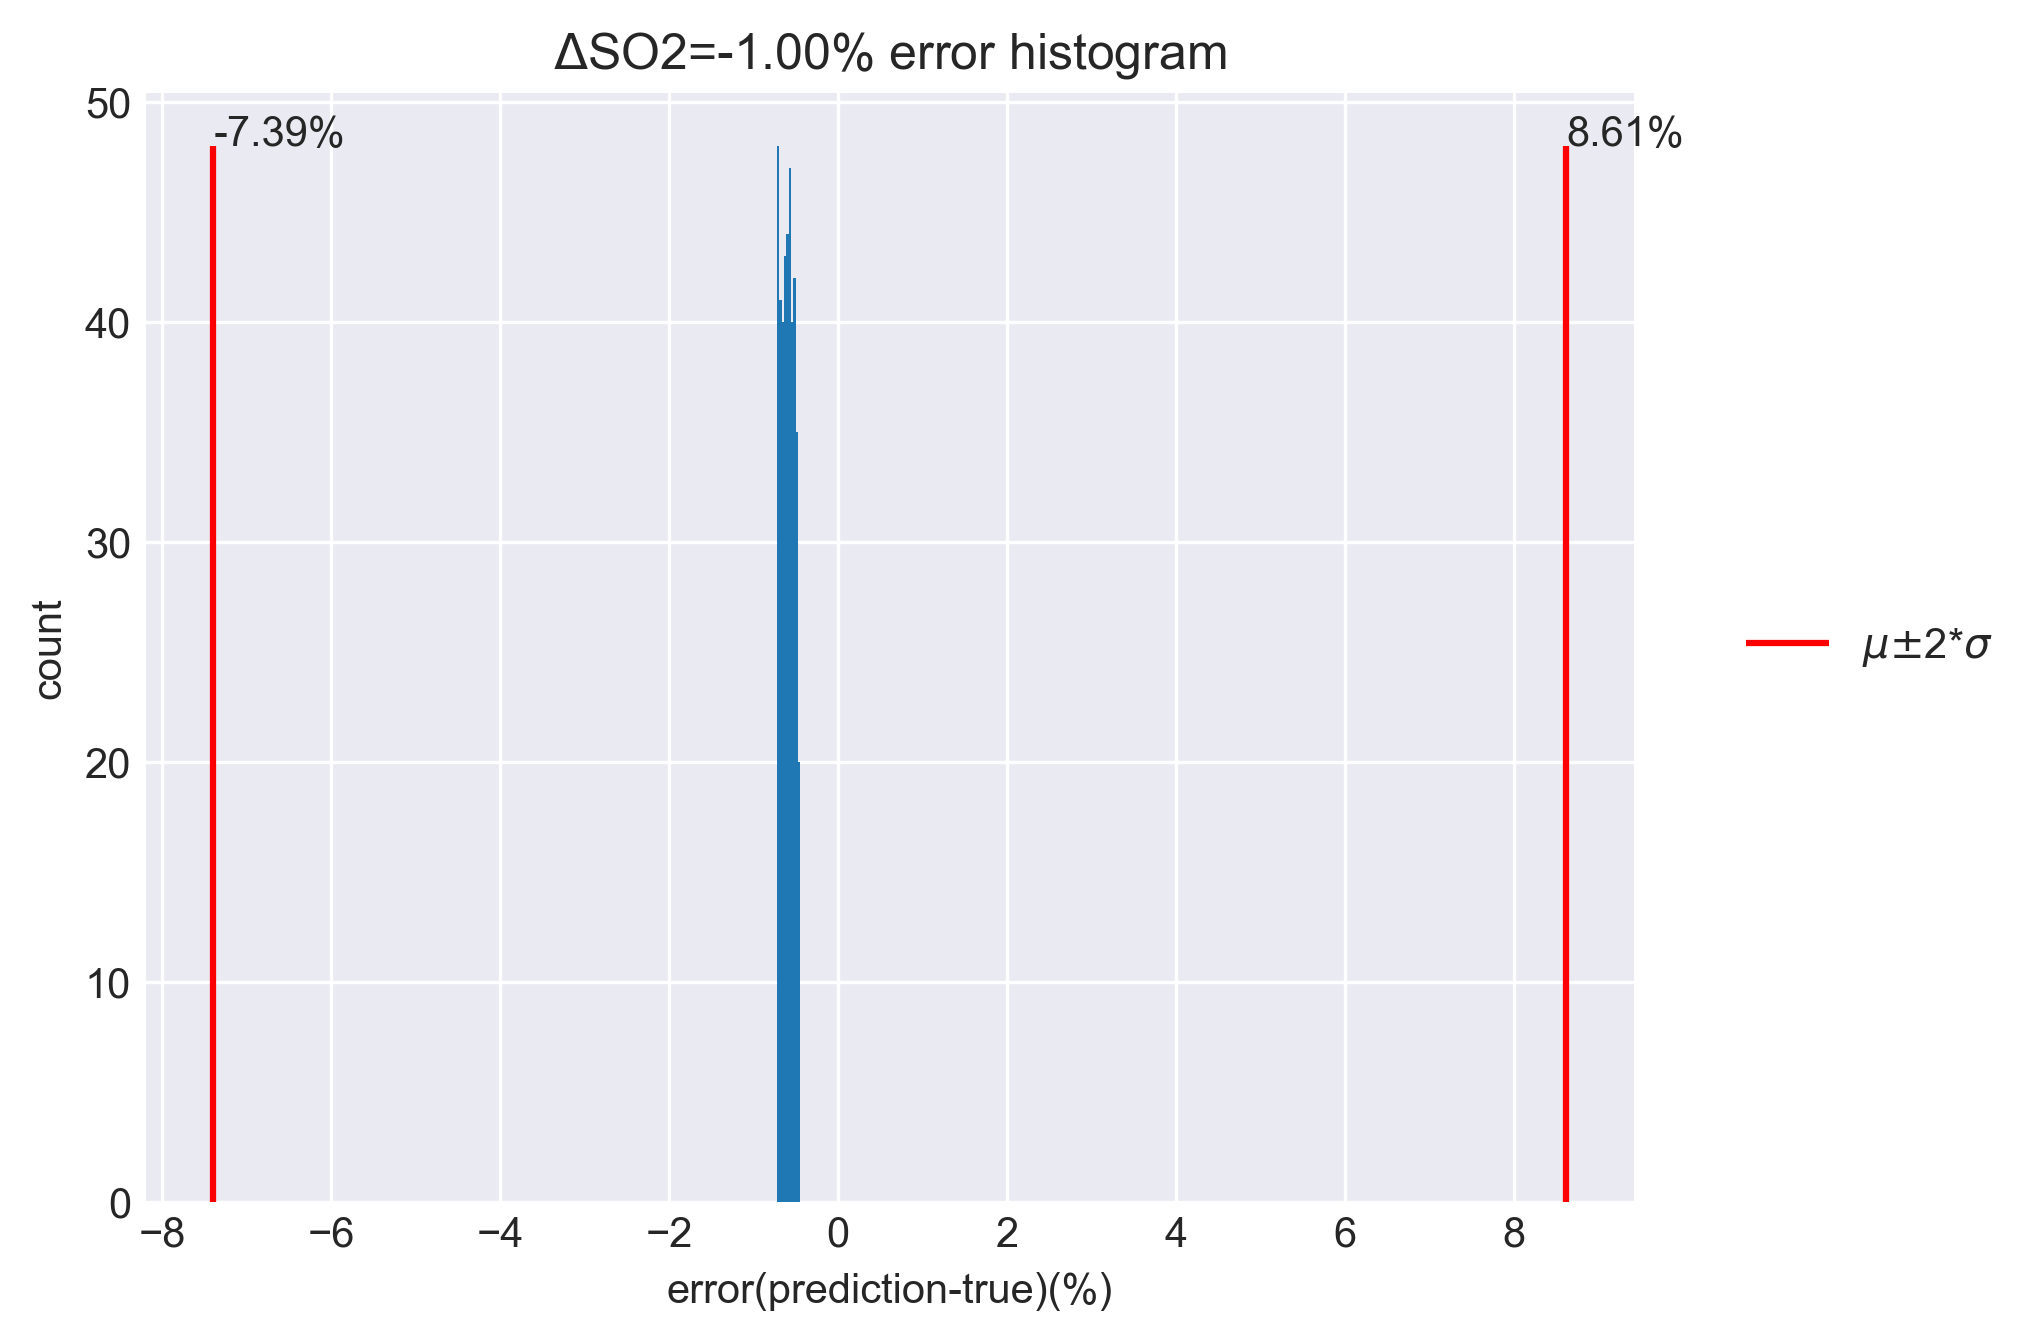 ΔSO2=-1.00% error histogram
50
-7.39%
8.61%
40
30
count
μ±2*σ
20
10
0
−8 −6 −4 −2 0 2 4 6 8
error(prediction-true)(%)